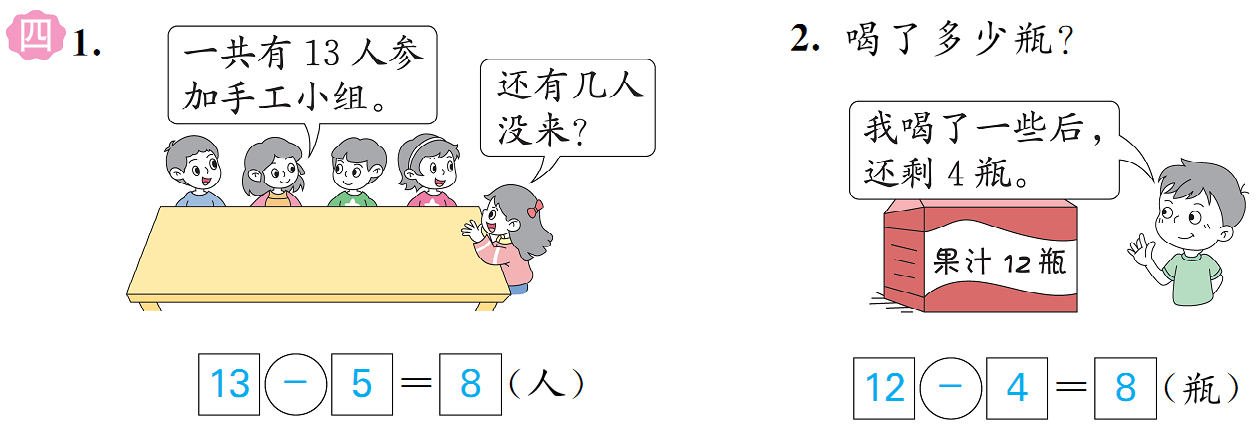 四 1.
一共有 13 人参
加手工小组。
还有几人
没来？
13 － 5 ＝ 8 （人）
2. 喝了多少瓶？
我喝了一些后，
还剩 4 瓶。
果汁 12 瓶
12 － 4 ＝ 8 （瓶）